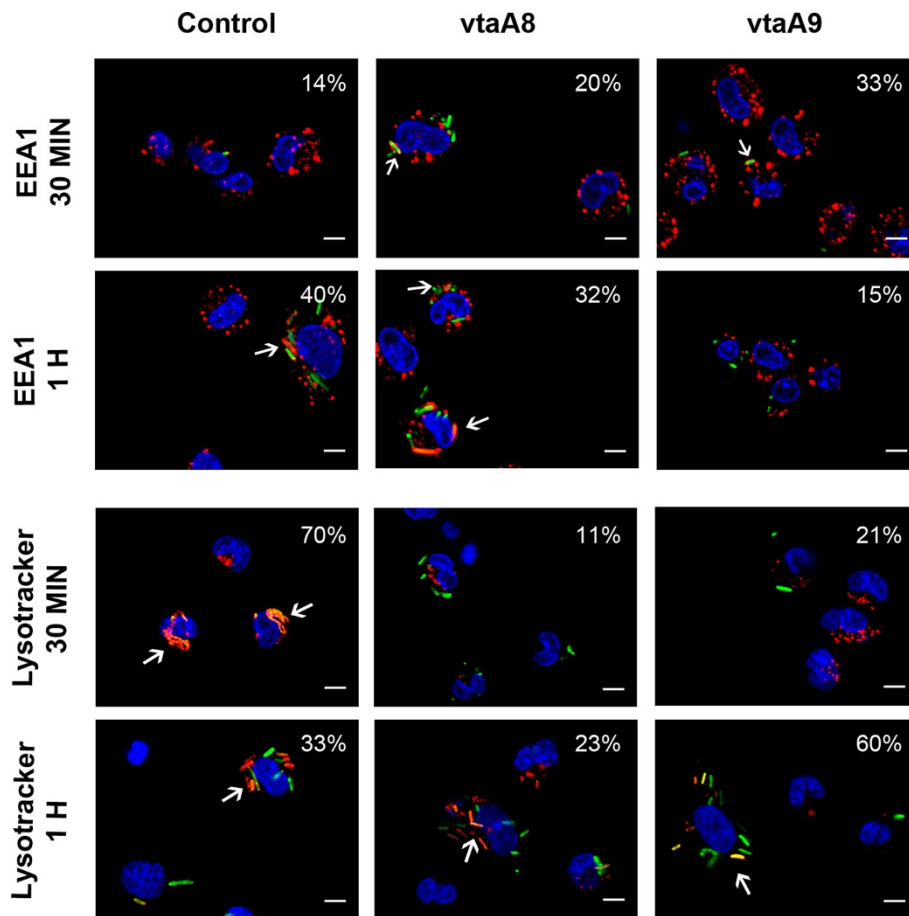 Control vtaA8 vtaA9
EEA1
30 MIN
14% 20% 33%
EEA1
1 H
40% 32% 15%
Lysotracker
30 MIN
70% 11% 21%
Lysotracker
1 H
33% 23% 60%